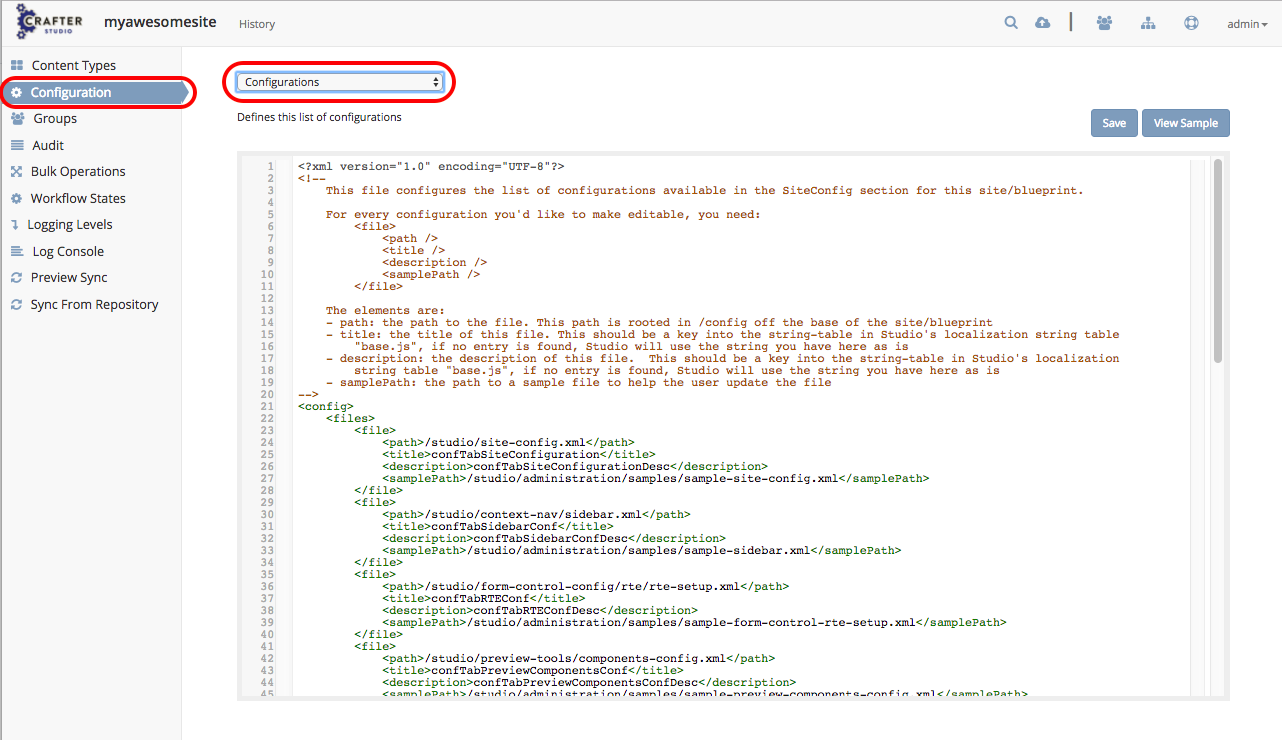 CRAFTER
STUDIO
myawesomesite
History
admin
Content Types
Configuration
Groups
Audit
Bulk Operations
Workflow States
Logging Levels
Log Console
Preview Sync
Sync From Repository
Configurations
Defines this list of configurations
Save
View Sample
1 <?xml version="1.0" encoding="UTF-8"?>
2 <!--
3 This file configures the list of configurations available in the SiteConfig section for this site/blueprint.
4
5 For every configuration you'd like to make editable, you need:
6 <file>
7 <path />
8 <title />
9 <description />
10 <samplePath />
11 </file>
12
13 The elements are:
14 - path: the path to the file. This path is rooted in /config off the base of the site/blueprint
15 - title: the title of this file. This should be a key into the string-table in Studio's localization string table
16 "base.js", if no entry is found, Studio will use the string you have here as is
17 - description: the description of this file.  This should be a key into the string-table in Studio's localization
18 string table "base.js", if no entry is found, Studio will use the string you have here as is
19 - samplePath: the path to a sample file to help the user update the file
20 -->
21 <config>
22 <files>
23 <file>
24 <path>/studio/site-config.xml</path>
25 <title>confTabSiteConfiguration</title>
26 <description>confTabSiteConfigurationDesc</description>
27 <samplePath>/studio/administration/samples/sample-site-config.xml</samplePath>
28 </file>
29 <file>
30 <path>/studio/context-nav/sidebar.xml</path>
31 <title>confTabSidebarConf</title>
32 <description>confTabSidebarConfDesc</description>
33 <samplePath>/studio/administration/samples/sample-sidebar.xml</samplePath>
34 </file>
35 <file>
36 <path>/studio/form-control-config/rte/rte-setup.xml</path>
37 <title>confTabRTEConf</title>
38 <description>confTabRTEConfDesc</description>
39 <samplePath>/studio/administration/samples/sample-form-control-rte-setup.xml</samplePath>
40 </file>
41 <file>
42 <path>/studio/preview-tools/components-config.xml</path>
43 <title>confTabPreviewComponentsConf</title>
44 <description>confTabPreviewComponentsConfDesc</description>
45 <samplePath>/studio/administration/samples/sample-preview-components-config.xml</samplePath>